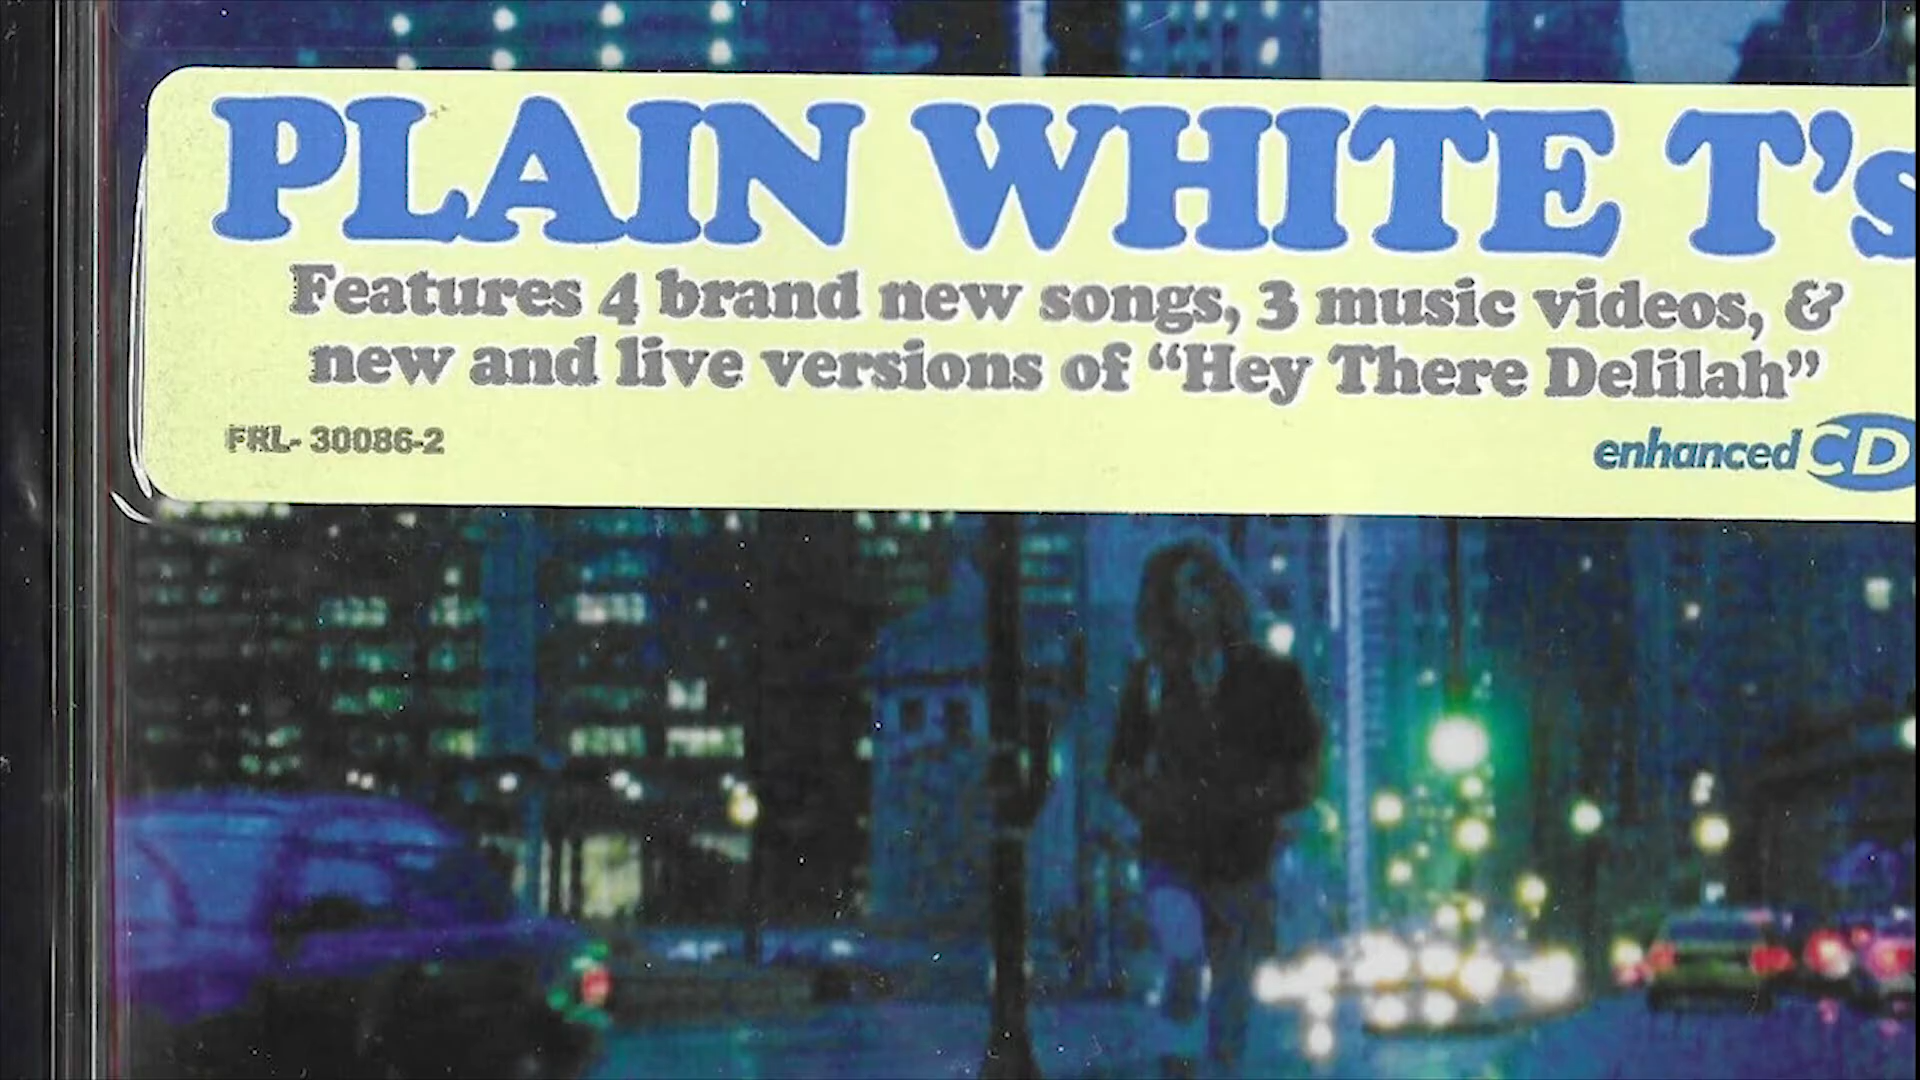 PLAIN WHITE T's
Features 4 brand new songs, 3 music videos, &
new and live versions of “Hey There Delilah”
FRL- 30086-2
enhanced CD